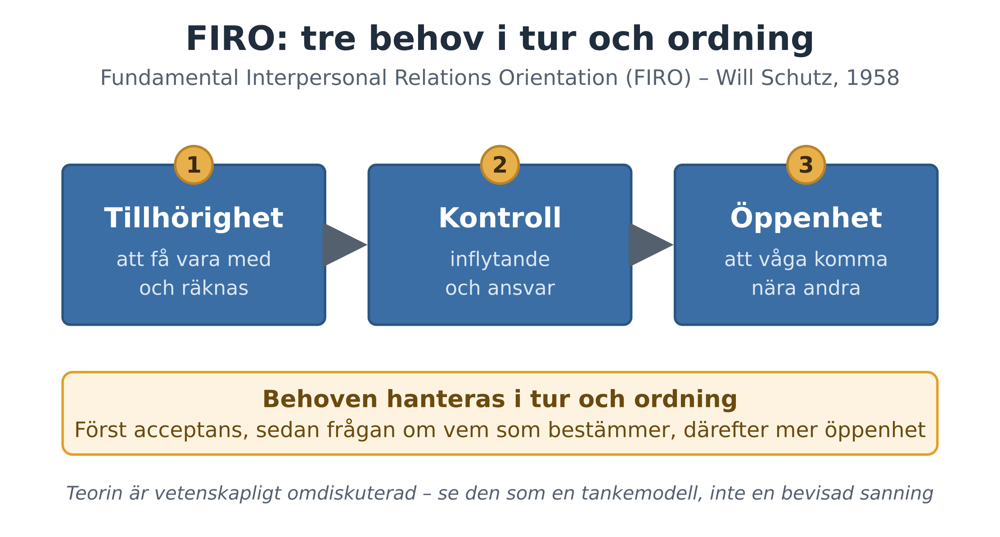 FIRO: tre behov i tur och ordning
Fundamental Interpersonal Relations Orientation (FIRO) – Will Schutz, 1958
1
Tillhörighet
att få vara med
och räknas
2
Kontroll
inflytande
och ansvar
3
Öppenhet
att våga komma
nära andra
Behoven hanteras i tur och ordning
Först acceptans, sedan frågan om vem som bestämmer, därefter mer öppenhet
Teorin är vetenskapligt omdiskuterad – se den som en tankemodell, inte en bevisad sanning